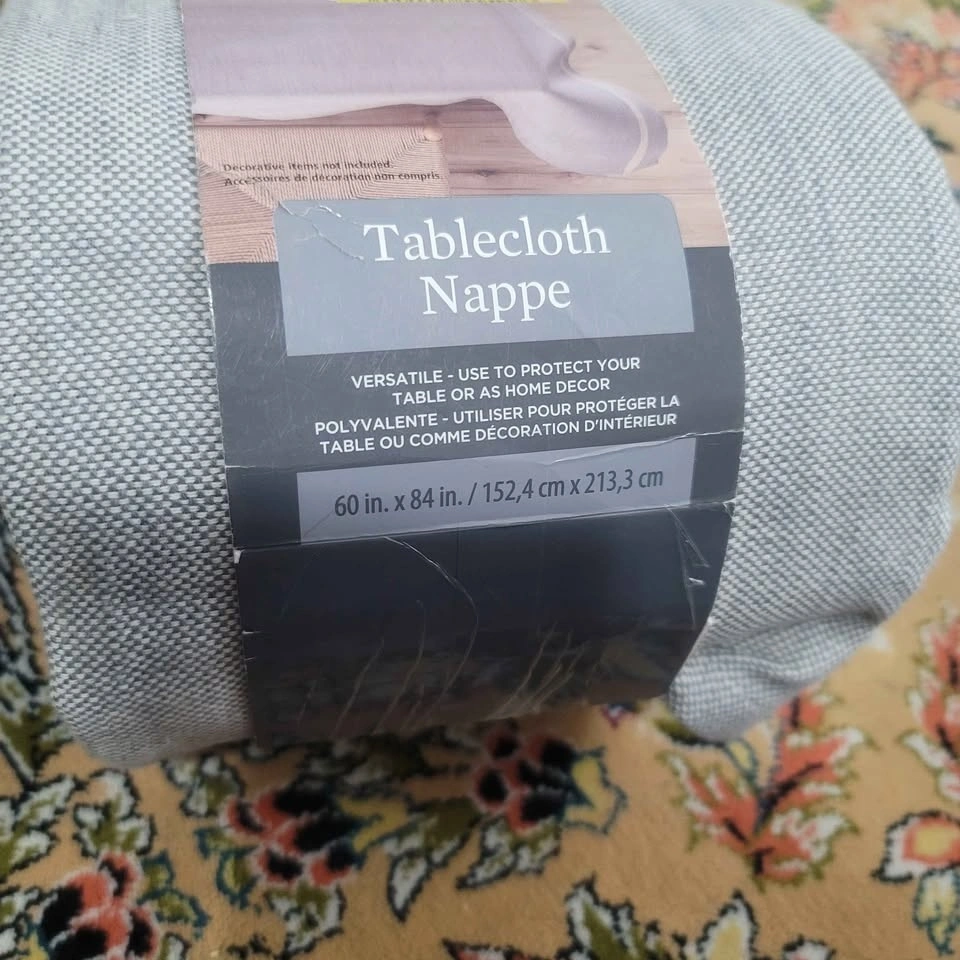 Decorative items not included.
Accessoires de décoration non compris.
Tablecloth
Nappe
VERSATILE - USE TO PROTECT YOUR
TABLE OR AS HOME DECOR
POLYVALENTE - UTILISER POUR PROTÉGER LA
TABLE OU COMME DÉCORATION D'INTÉRIEUR
60 in. x 84 in. / 152,4 cm x 213,3 cm